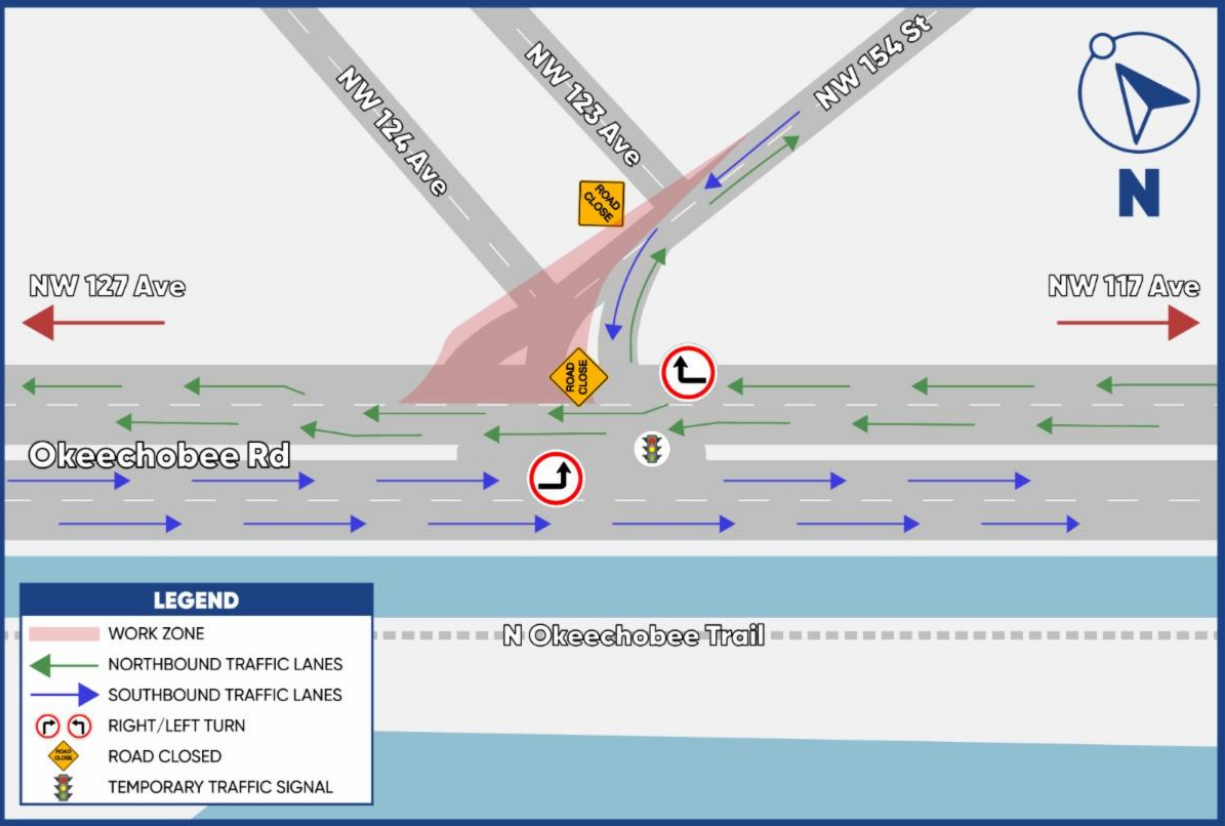 NW 124 Ave
NW 123 Ave
NW 154 St
N
ROAD
CLOSE
NW 127 Ave
NW 117 Ave
ROAD
CLOSE
Okeechobee Rd
N Okeechobee Trail
LEGEND
WORK ZONE
NORTHBOUND TRAFFIC LANES
SOUTHBOUND TRAFFIC LANES
RIGHT/LEFT TURN
ROAD
CLOSE
ROAD CLOSED
TEMPORARY TRAFFIC SIGNAL